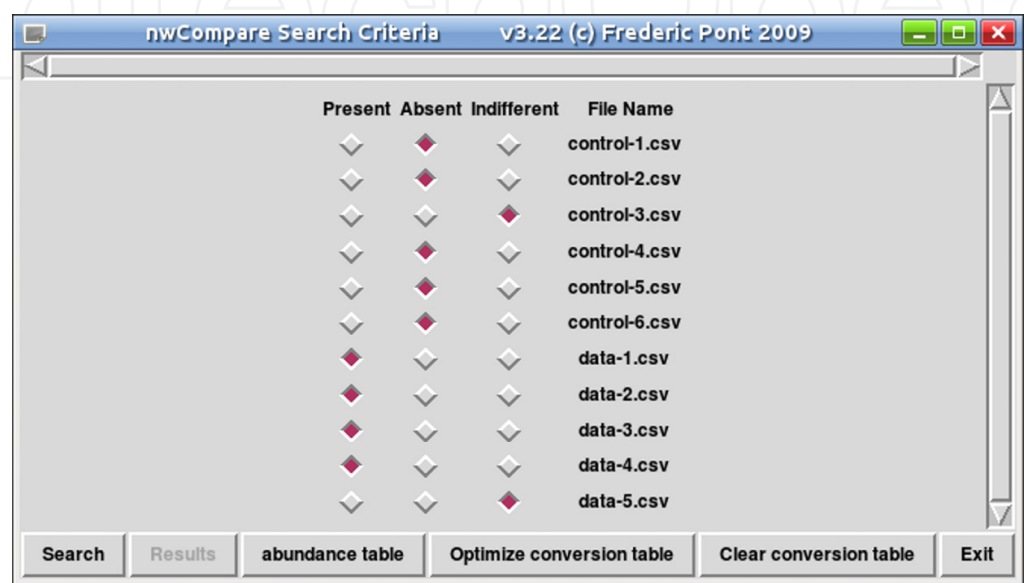 nwCompare Search Criteria v3.22 (c) Frederic Pont 2009
Present Absent Indifferent File Name
control-1.csv
control-2.csv
control-3.csv
control-4.csv
control-5.csv
control-6.csv
data-1.csv
data-2.csv
data-3.csv
data-4.csv
data-5.csv
Search Results abundance table Optimize conversion table Clear conversion table Exit